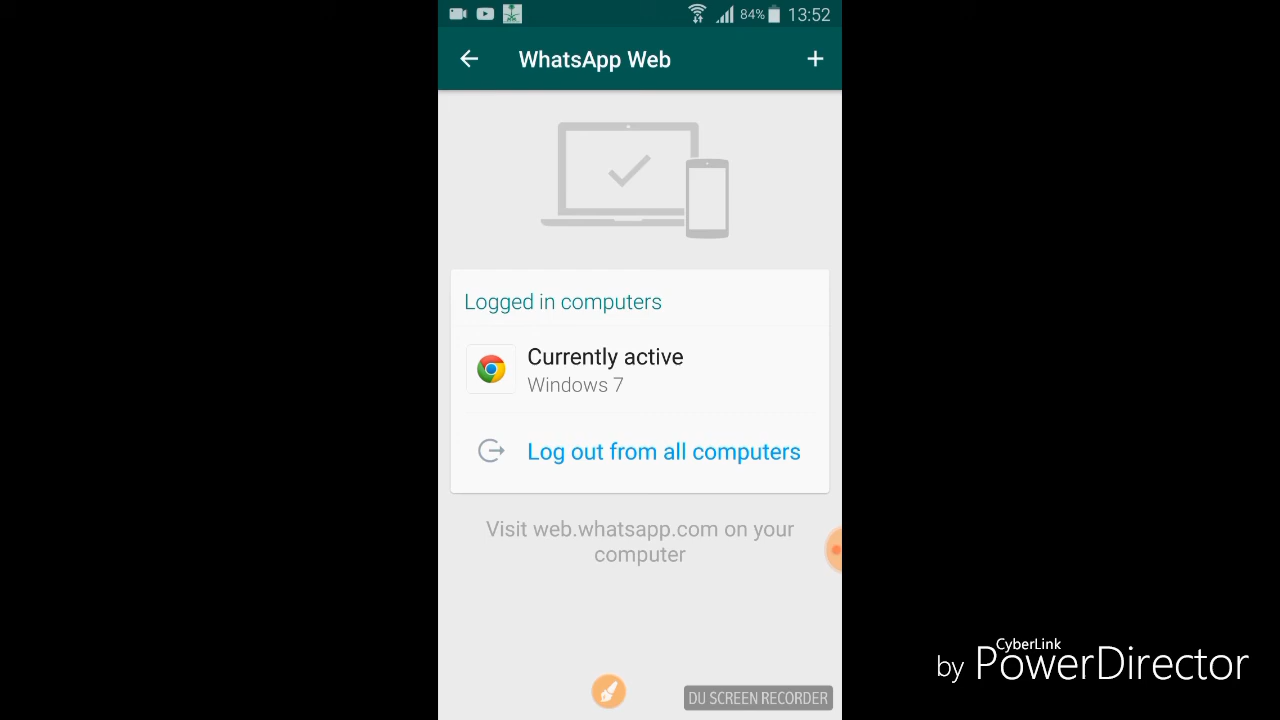 84% 13:52
WhatsApp Web
Logged in computers
Currently active
Windows 7
Log out from all computers
Visit web.whatsapp.com on your
computer
DU SCREEN RECORDER
CyberLink
by PowerDirector